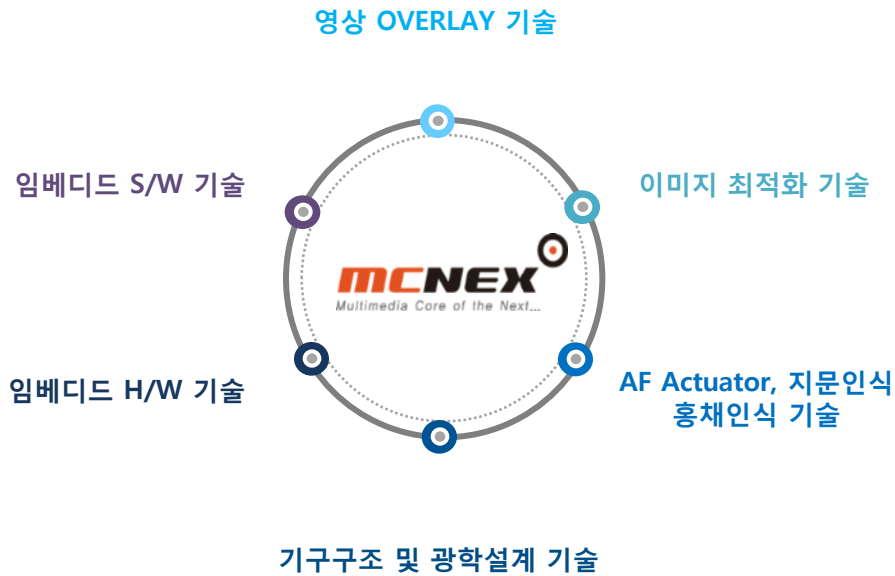 영상 OVERLAY 기술
임베디드 S/W 기술
이미지 최적화 기술
MCNEX
Multimedia Core of the Next...
임베디드 H/W 기술
AF Actuator, 지문인식
홍채인식 기술
기구구조 및 광학설계 기술